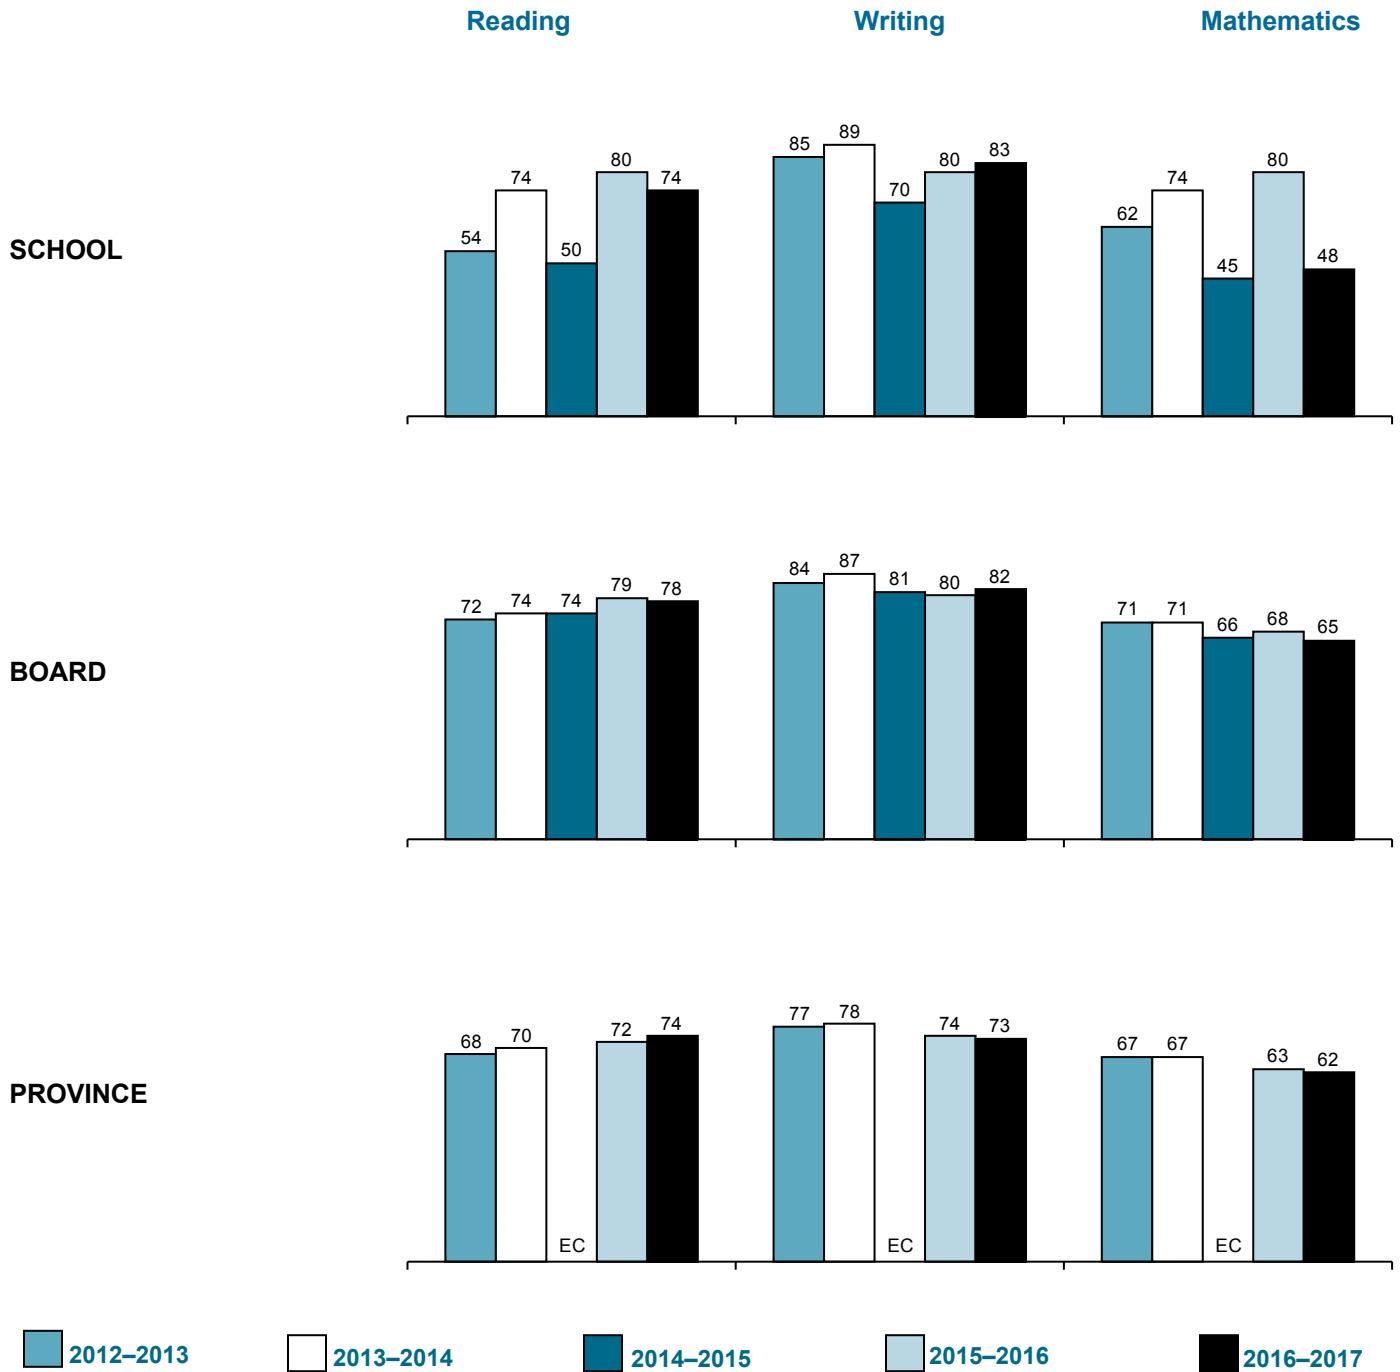 Reading Writing Mathematics
SCHOOL
54 74 50 80 74 85 89 70 80 83 62 74 45 80 48
BOARD
72 74 74 79 78 84 87 81 80 82 71 71 66 68 65
PROVINCE
68 70 EC 72 74 77 78 EC 74 73 67 67 EC 63 62
2012–2013 2013–2014 2014–2015 2015–2016 2016–2017